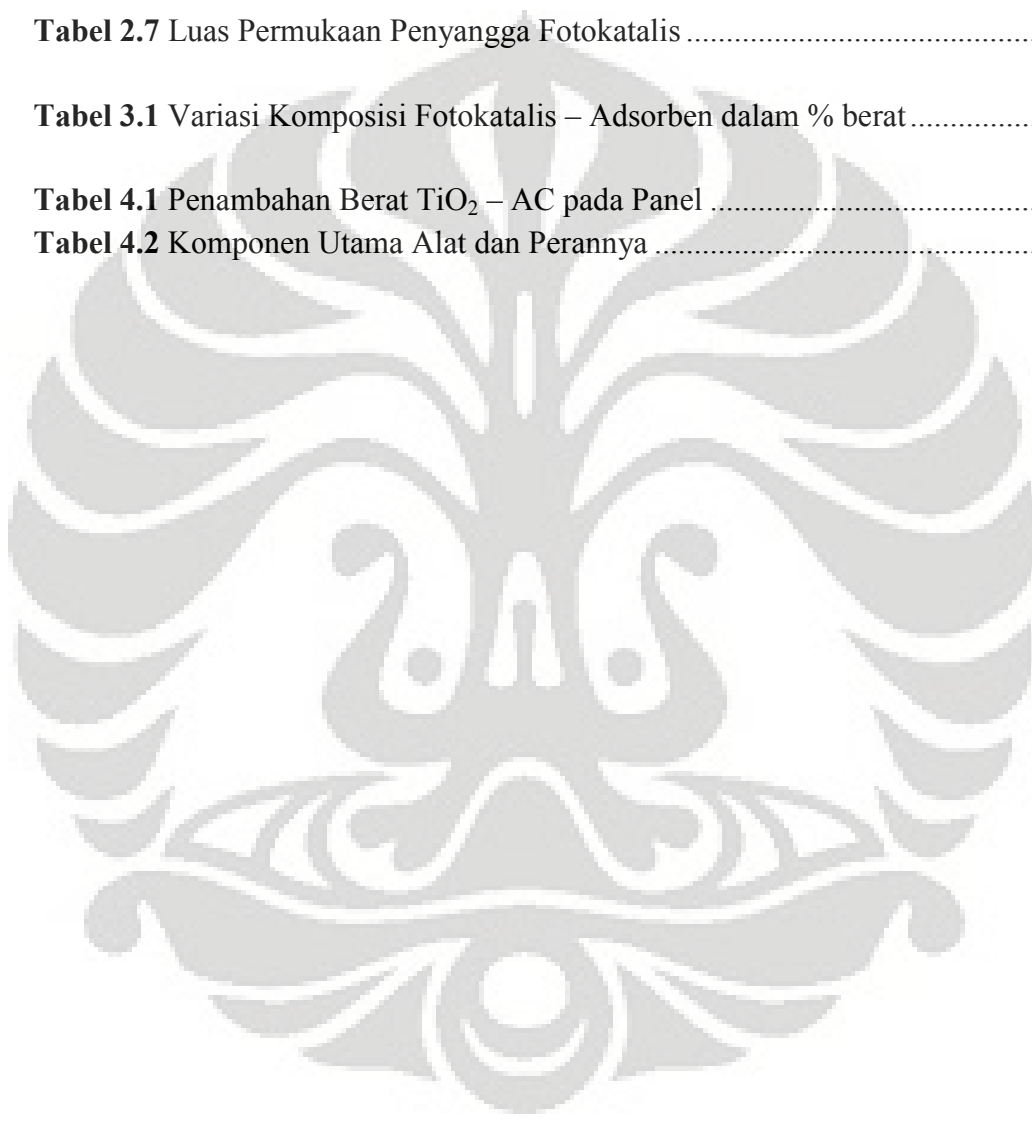 Tabel 2.7 Luas Permukaan Penyangga Fotokatalis ............................................
Tabel 3.1 Variasi Komposisi Fotokatalis – Adsorben dalam % berat ................
Tabel 4.1 Penambahan Berat TiO₂ – AC pada Panel .........................................
Tabel 4.2 Komponen Utama Alat dan Perannya ................................................